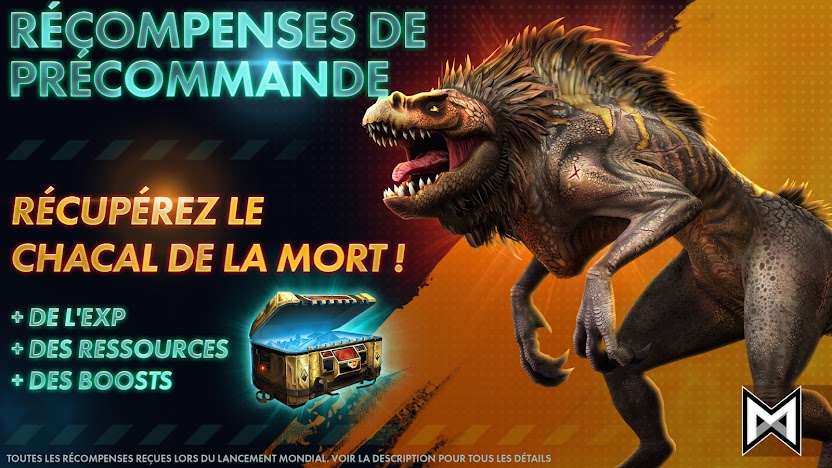 RÉCOMPENSES DE
PRÉCOMMANDE
RÉCUPÉREZ LE
CHACAL DE LA MORT !
+ DE L'EXP
+ DES RESSOURCES
+ DES BOOSTS
TOUTES LES RÉCOMPENSES REÇUES LORS DU LANCEMENT MONDIAL. VOIR LA DESCRIPTION POUR TOUS LES DÉTAILS
M